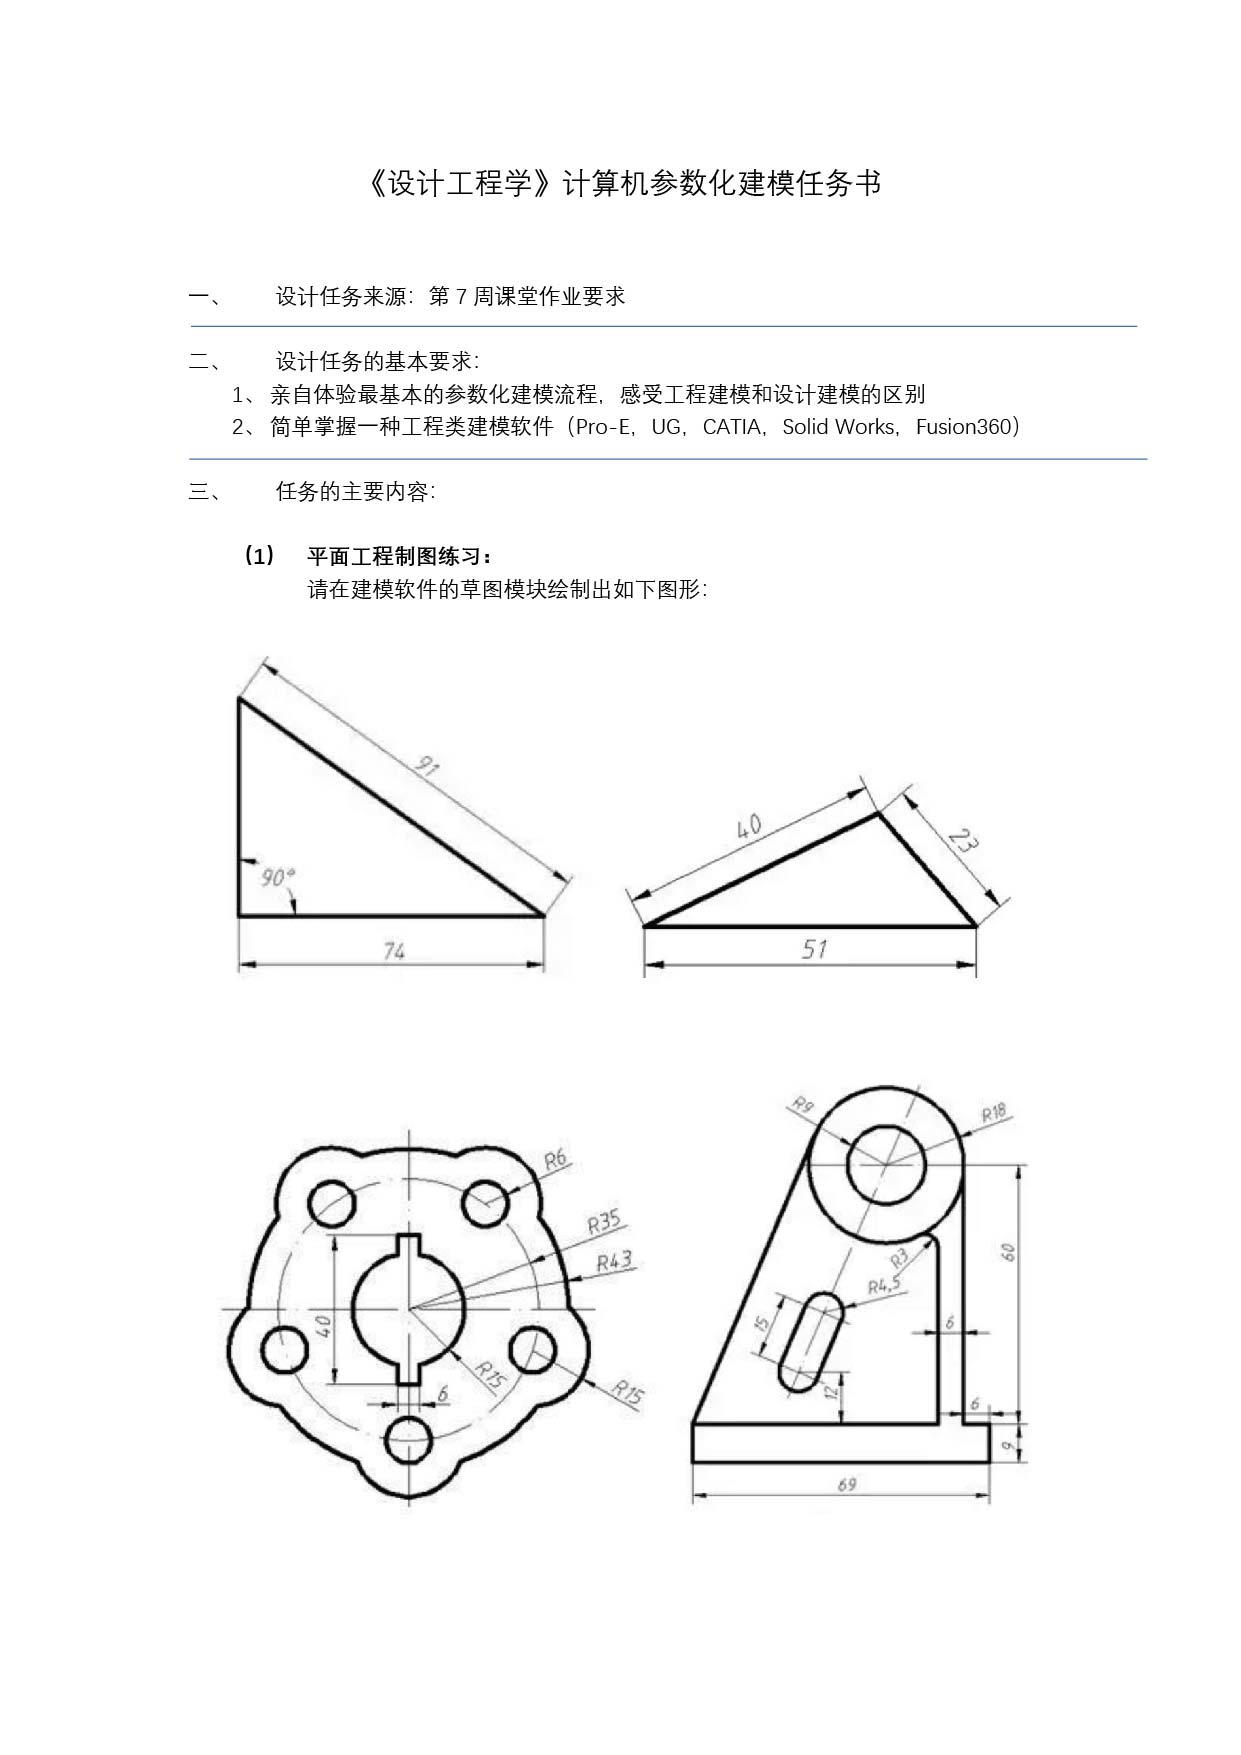 《设计工程学》计算机参数化建模任务书
一、 设计任务来源：第 7 周课堂作业要求
二、 设计任务的基本要求：
1、 亲自体验最基本的参数化建模流程，感受工程建模和设计建模的区别
2、 简单掌握一种工程类建模软件（Pro-E，UG，CATIA，Solid Works，Fusion360）
三、 任务的主要内容：
（1） 平面工程制图练习：
请在建模软件的草图模块绘制出如下图形：
91
90°
74
40
23
51
R6
R35
R43
40
R15
6
R15
R9
R18
60
R3
R4,5
15
6
12
6
9
69